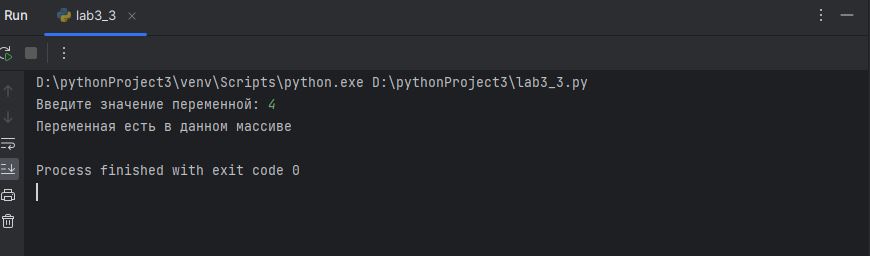 Run lab3_3
D:\pythonProject3\venv\Scripts\python.exe D:\pythonProject3\lab3_3.py
Введите значение переменной: 4
Переменная есть в данном массиве
Process finished with exit code 0